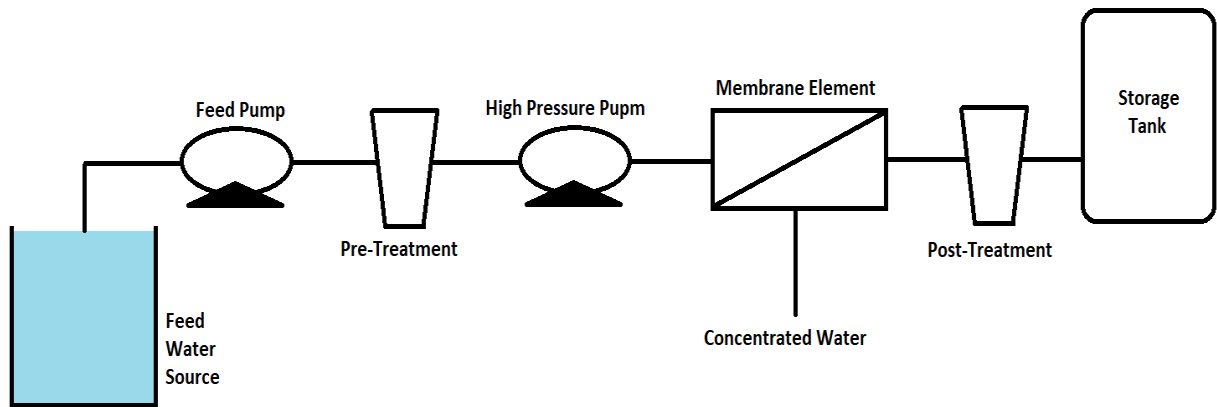 Feed Pump
High Pressure Pupm
Membrane Element
Storage
Tank
Pre-Treatment
Post-Treatment
Feed
Water
Source
Concentrated Water